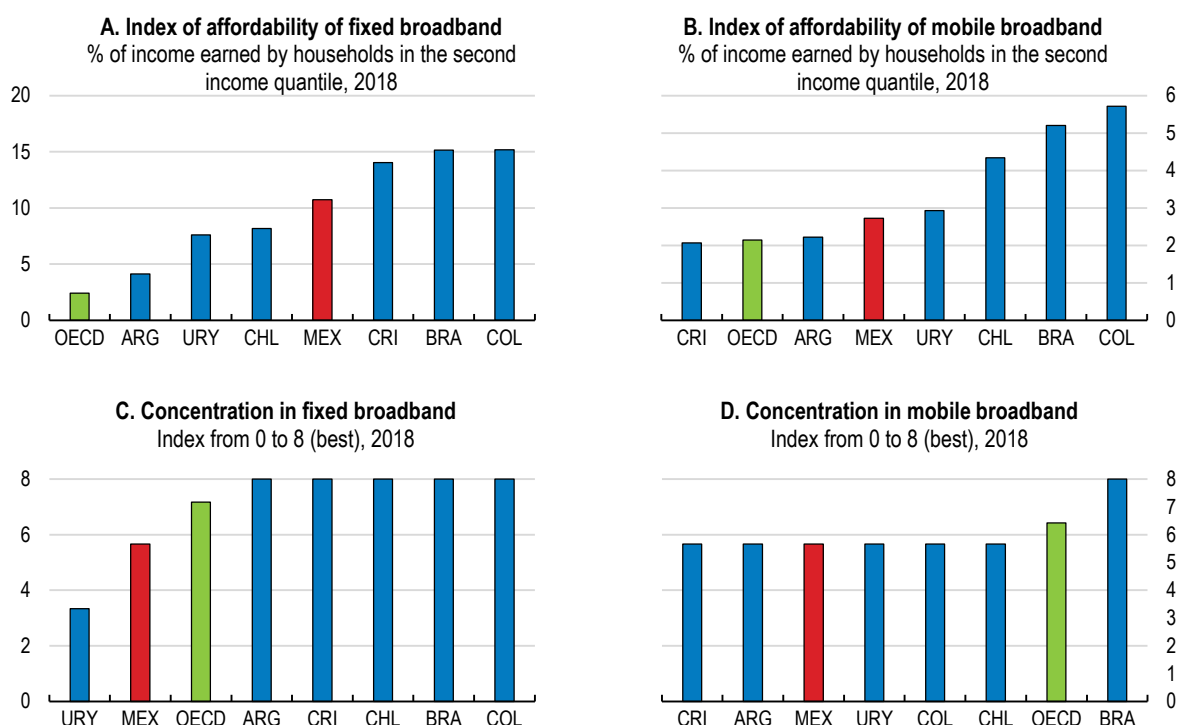 A. Index of affordability of fixed broadband
% of income earned by households in the second
income quantile, 2018
20
15
10
5
0
OECD ARG URY CHL MEX CRI BRA COL
B. Index of affordability of mobile broadband
% of income earned by households in the second
income quantile, 2018
6
5
4
3
2
1
0
CRI OECD ARG MEX URY CHL BRA COL
C. Concentration in fixed broadband
Index from 0 to 8 (best), 2018
8
6
4
2
0
URY MEX OECD ARG CRI CHL BRA COL
D. Concentration in mobile broadband
Index from 0 to 8 (best), 2018
8
7
6
5
4
3
2
1
0
CRI ARG MEX URY COL CHL OECD BRA